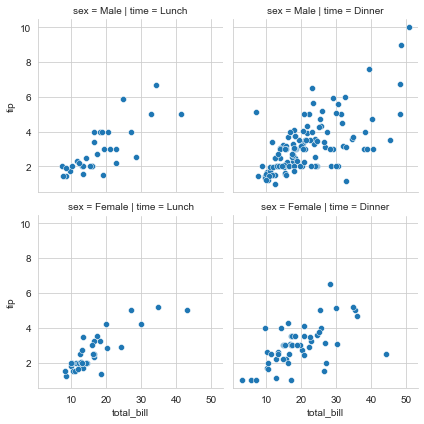 sex = Male | time = Lunch
sex = Male | time = Dinner
10
8
6
4
2
tip
sex = Female | time = Lunch
sex = Female | time = Dinner
10
8
6
4
2
tip
10 20 30 40 50
total_bill
10 20 30 40 50
total_bill